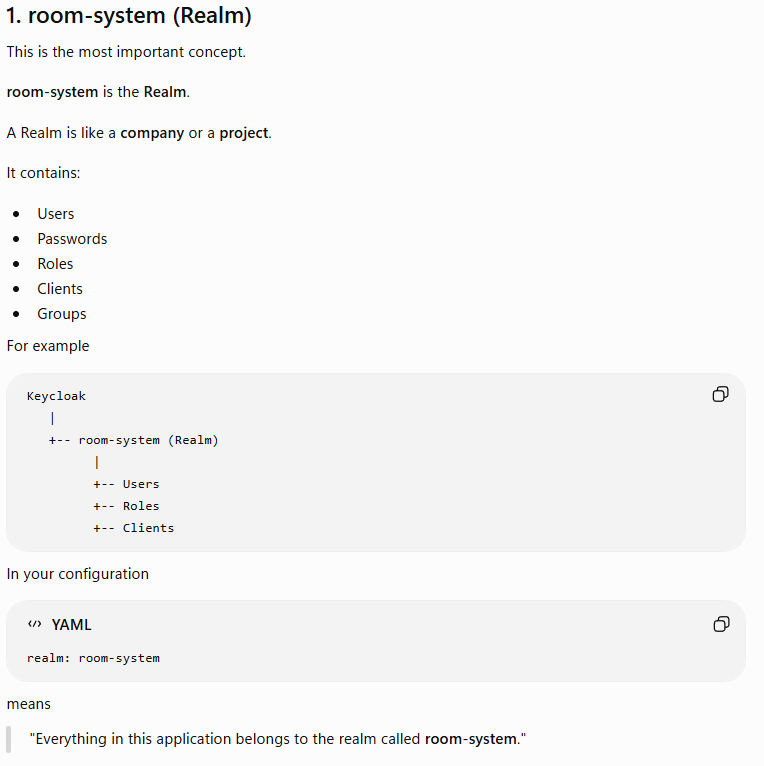 1. room-system (Realm)
This is the most important concept.
room-system is the Realm.
A Realm is like a company or a project.
It contains:
• Users
• Passwords
• Roles
• Clients
• Groups
For example
Keycloak
|
+-- room-system (Realm)
|
+-- Users
+-- Roles
+-- Clients
In your configuration
</> YAML
realm: room-system
means
"Everything in this application belongs to the realm called room-system."